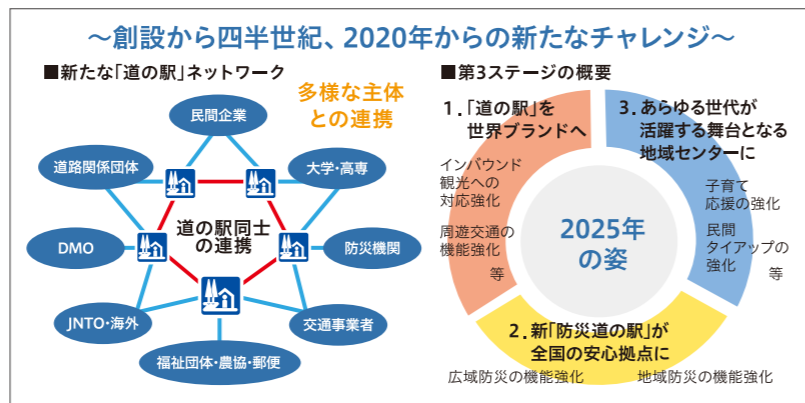 ～創設から四半世紀、2020年からの新たなチャレンジ～
■新たな「道の駅」ネットワーク
多様な主体
との連携
民間企業
道路関係団体
大学・高専
道の駅同士
の連携
DMO
防災機関
JNTO・海外
交通事業者
福祉団体・農協・郵便
■第3ステージの概要
1．「道の駅」を
世界ブランドへ
インバウンド
観光への
対応強化
周遊交通の
機能強化
等
3．あらゆる世代が
活躍する舞台となる
地域センターに
子育て
応援の強化
民間
タイアップの
強化
等
2025年
の姿
2．新「防災道の駅」が
全国の安心拠点に
広域防災の機能強化
地域防災の機能強化